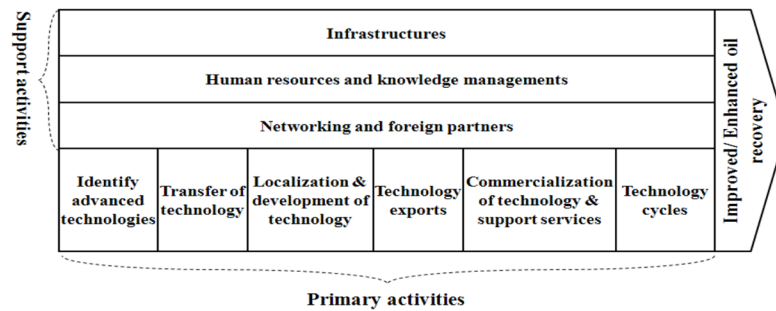 Support activities
Infrastructures
Human resources and knowledge managements
Networking and foreign partners
Identify
advanced
technologies
Transfer of
technology
Localization &
development of
technology
Technology
exports
Commercialization
of technology &
support services
Technology
cycles
Improved/ Enhanced oil
recovery
Primary activities